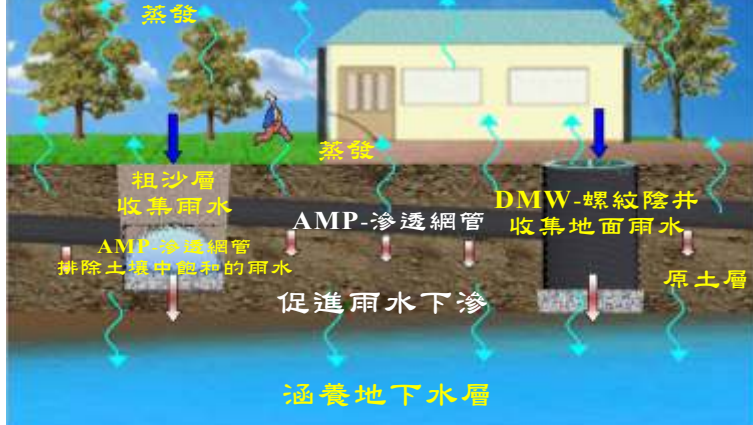 蒸發
蒸發
粗沙層
收集雨水
AMP-滲透網管
DMW-螺紋陰井
收集地面雨水
AMP-滲透網管
排除土壤中飽和的雨水
原土層
促進雨水下滲
涵養地下水層